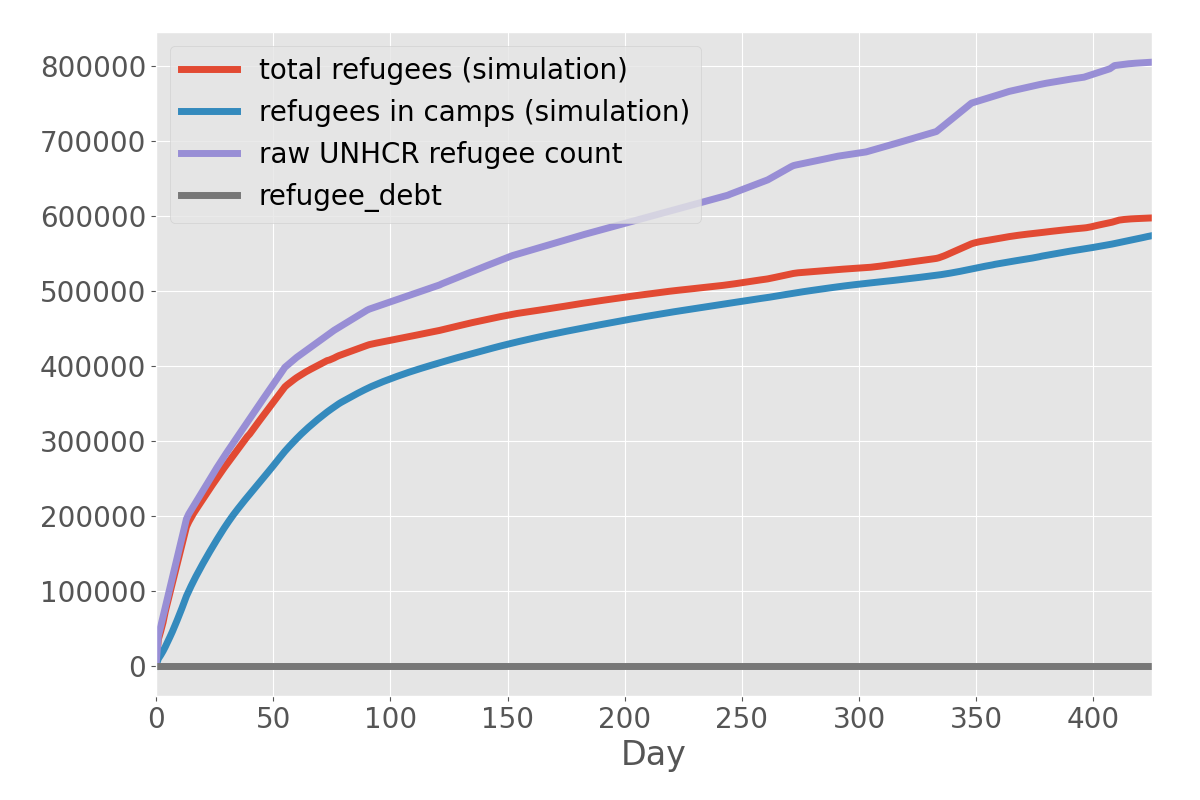 800000
700000
600000
500000
400000
300000
200000
100000
0
total refugees (simulation)
refugees in camps (simulation)
raw UNHCR refugee count
refugee_debt
0 50 100 150 200 250 300 350 400
Day